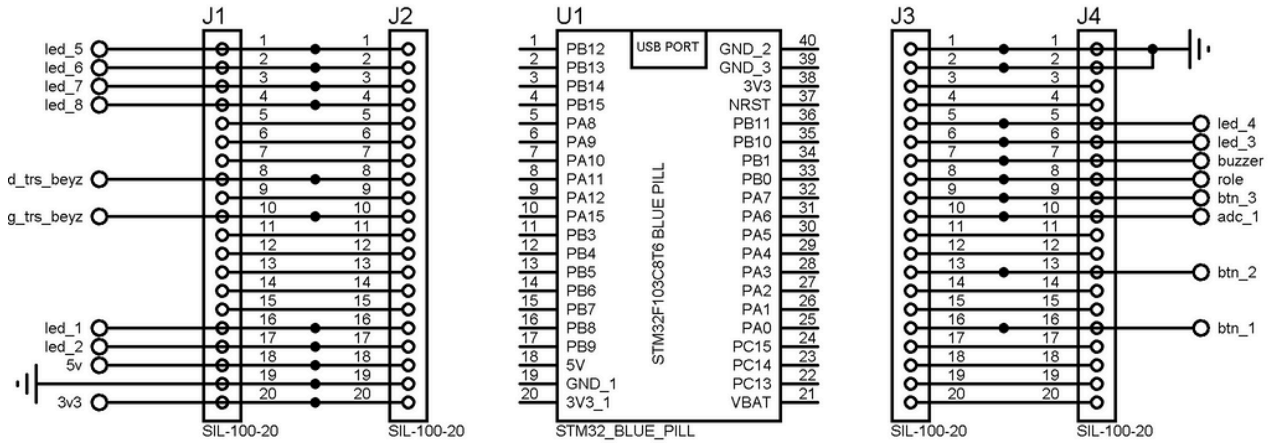 J1 J2 U1 J3 J4
led_5 1 1 1 PB12 USB PORT GND_2 40 1 1
led_6 2 2 2 PB13 GND_3 39 2 2
led_7 3 3 3 PB14 3V3 38 3 3
led_8 4 4 4 PB15 NRST 37 4 4
5 5 5 PA8 PB11 36 5 5 led_4
6 6 6 PA9 PB10 35 6 6 led_3
7 7 7 PA10 PB1 34 7 7 buzzer
d_trs_beyz 8 8 8 PA11 PB0 33 8 8 role
9 9 9 PA12 PA7 32 9 9 btn_3
g_trs_beyz 10 10 10 PA15 PA6 31 10 10 adc_1
11 11 11 PB3 PA5 30 11 11
12 12 12 PB4 PA4 29 12 12
13 13 13 PB5 PA3 28 13 13 btn_2
14 14 14 PB6 PA2 27 14 14
15 15 15 PB7 PA1 26 15 15
led_1 16 16 16 PB8 PA0 25 16 16 btn_1
led_2 17 17 17 PB9 PC15 24 17 17
5v 18 18 18 5V PC14 23 18 18
19 19 19 GND_1 PC13 22 19 19
3v3 20 20 20 3V3_1 VBAT 21 20 20
STM32F103C8T6 BLUE PILL
SIL-100-20 SIL-100-20 STM32_BLUE_PILL SIL-100-20 SIL-100-20